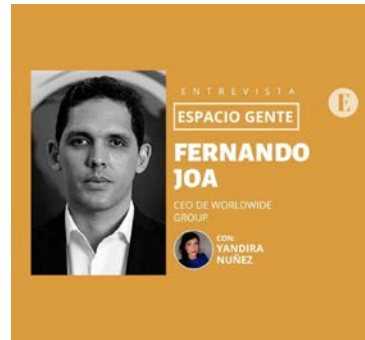 ENTREVISTA
ESPACIO GENTE
E
FERNANDO
JOA
CEO DE WORLDWIDE
GROUP
CON:
YANDIRA
NUÑEZ